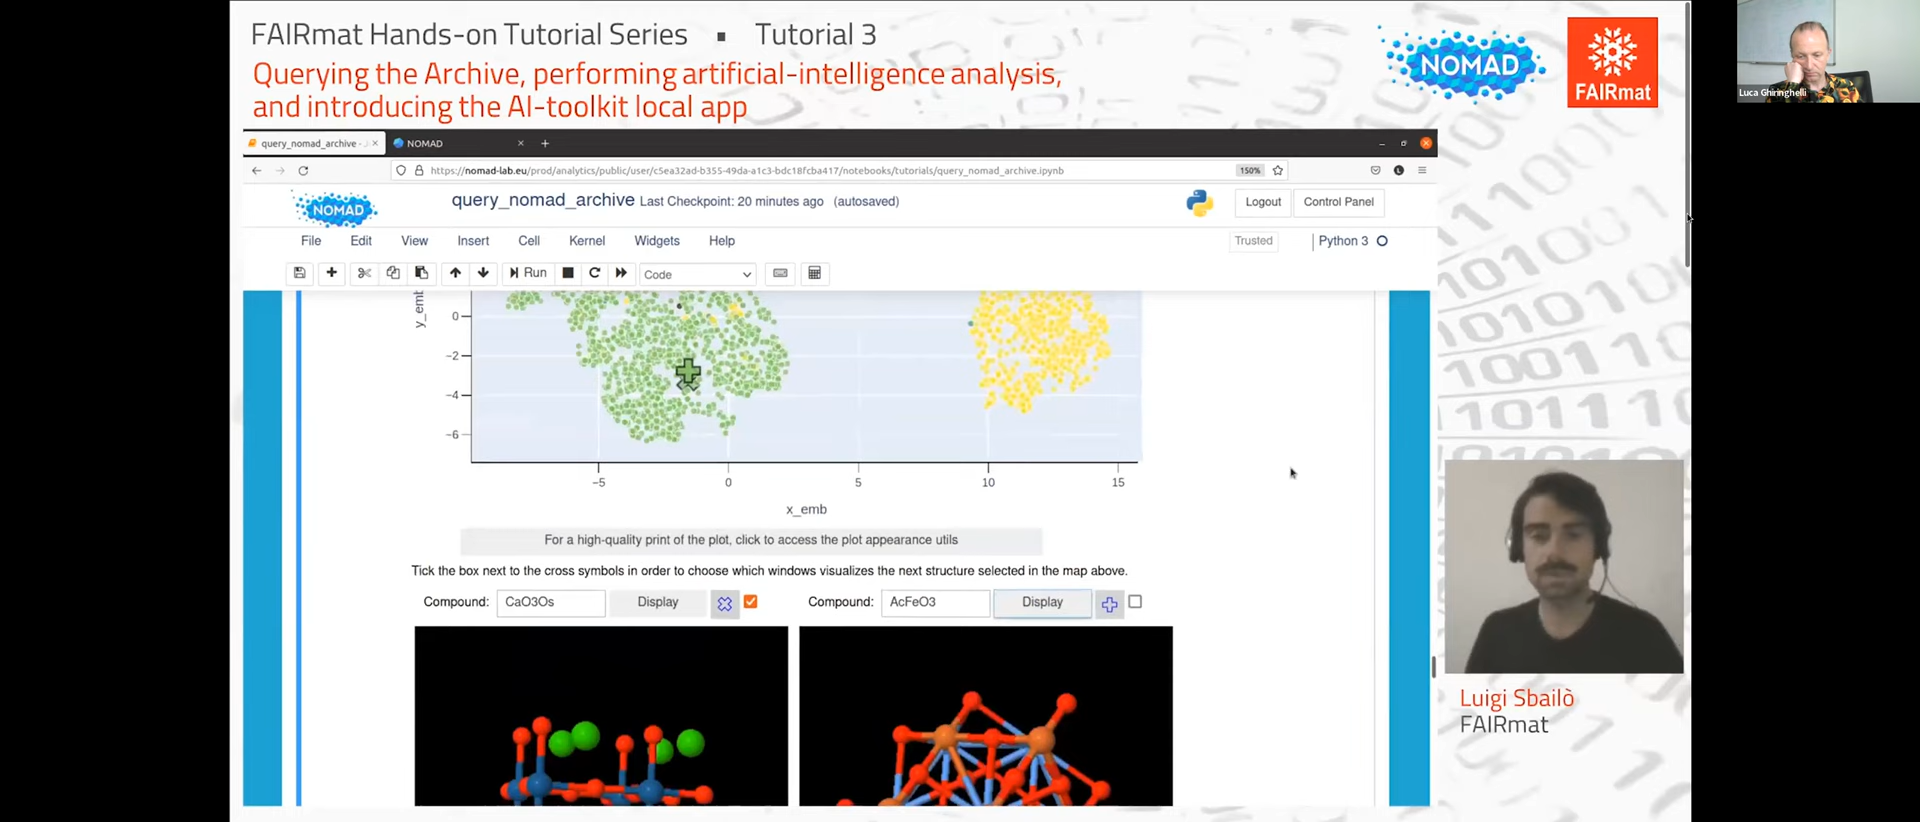 FAIRmat Hands-on Tutorial Series ▪ Tutorial 3
Querying the Archive, performing artificial-intelligence analysis,
and introducing the AI-toolkit local app
NOMAD
FAIRmat
Luca Ghiringhelli
query_nomad_archive - J
NOMAD
https://nomad-lab.eu/prod/analytics/public/user/c5ea32ad-b355-49da-a1c3-bdc18fcba417/notebooks/tutorials/query_nomad_archive.ipynb
150%
NOMAD
query_nomad_archive Last Checkpoint: 20 minutes ago (autosaved)
Logout
Control Panel
File Edit View Insert Cell Kernel Widgets Help
Trusted
Python 3
Run
Code
y_emb
0
−2
−4
−6
−5 0 5 10 15
x_emb
For a high-quality print of the plot, click to access the plot appearance utils
Tick the box next to the cross symbols in order to choose which windows visualizes the next structure selected in the map above.
Compound: CaO3Os Display
Compound: AcFeO3 Display
Luigi Sbailò
FAIRmat